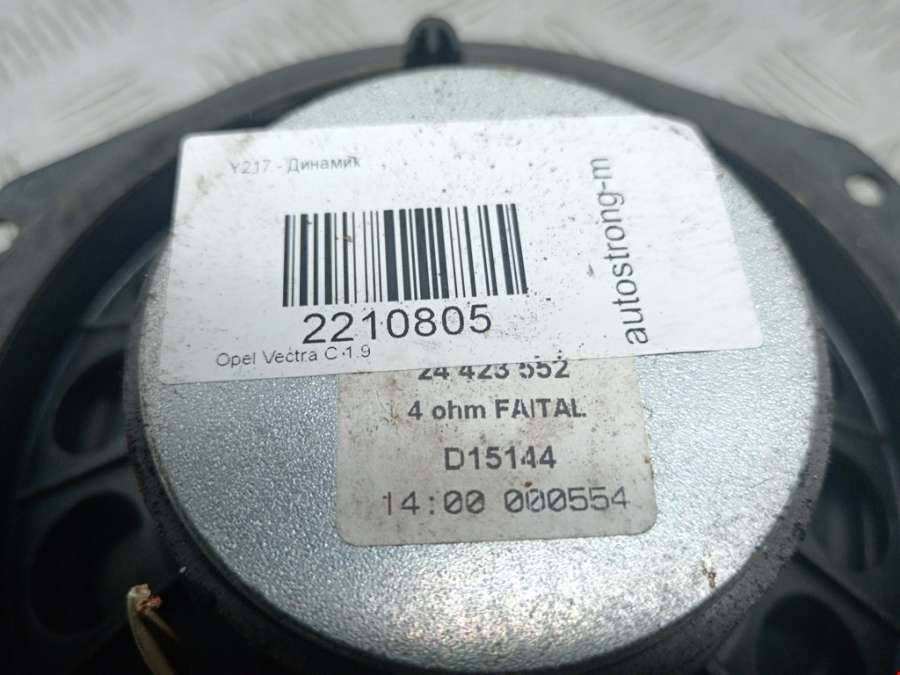 Y217 - Динамик
2210805
Opel Vectra C 1.9
autostrong-m
24 423 552
4 ohm FAITAL
D15144
14:00 000554